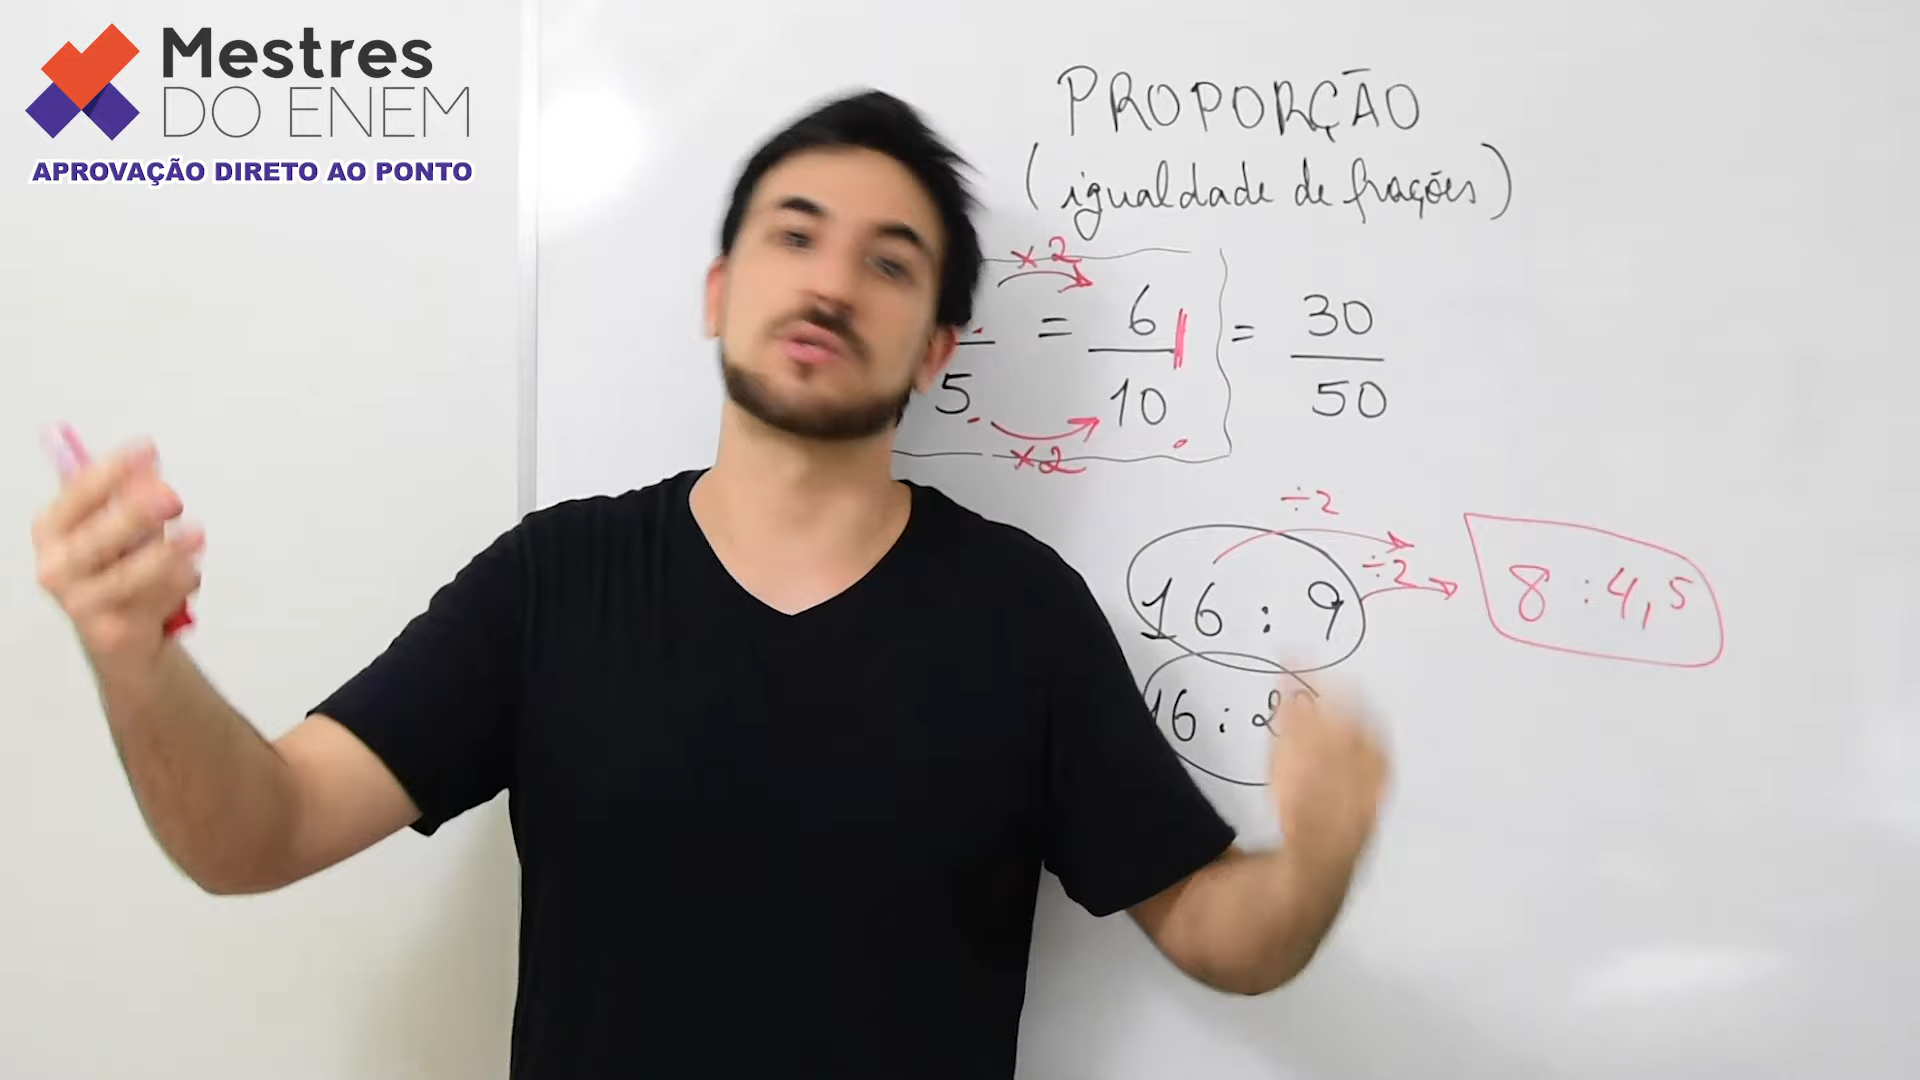 Mestres
DO ENEM
APROVAÇÃO DIRETO AO PONTO
PROPORÇÃO
(igualdade de frações)
×2
= 6 = 30
5 10 50
×2
÷2
÷2
16 : 9
8 : 4,5
16 :